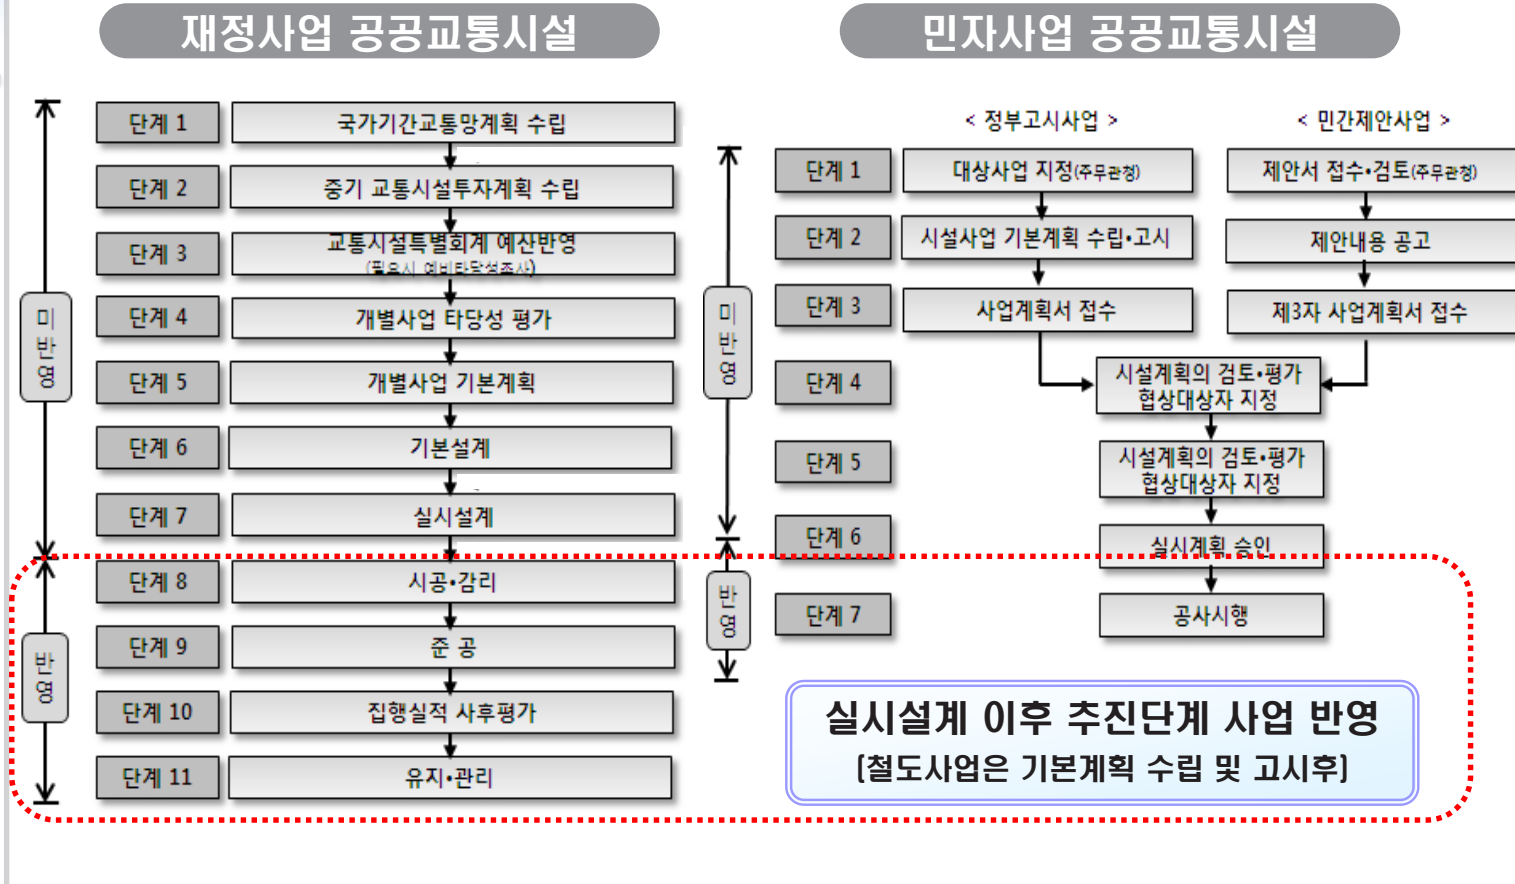 재정사업 공공교통시설
미반영
단계 1
국가기간교통망계획 수립
단계 2
중기 교통시설투자계획 수립
단계 3
교통시설특별회계 예산반영
(필요시 예비타당성조사)
단계 4
개별사업 타당성 평가
단계 5
개별사업 기본계획
단계 6
기본설계
단계 7
실시설계
반영
단계 8
시공•감리
단계 9
준 공
단계 10
집행실적 사후평가
단계 11
유지•관리
민자사업 공공교통시설
< 정부고시사업 >
< 민간제안사업 >
미반영
단계 1
대상사업 지정(주무관청)
제안서 접수•검토(주무관청)
단계 2
시설사업 기본계획 수립•고시
제안내용 공고
단계 3
사업계획서 접수
제3자 사업계획서 접수
단계 4
시설계획의 검토•평가
협상대상자 지정
단계 5
시설계획의 검토•평가
협상대상자 지정
단계 6
실시계획 승인
반영
단계 7
공사시행
실시설계 이후 추진단계 사업 반영
(철도사업은 기본계획 수립 및 고시후)